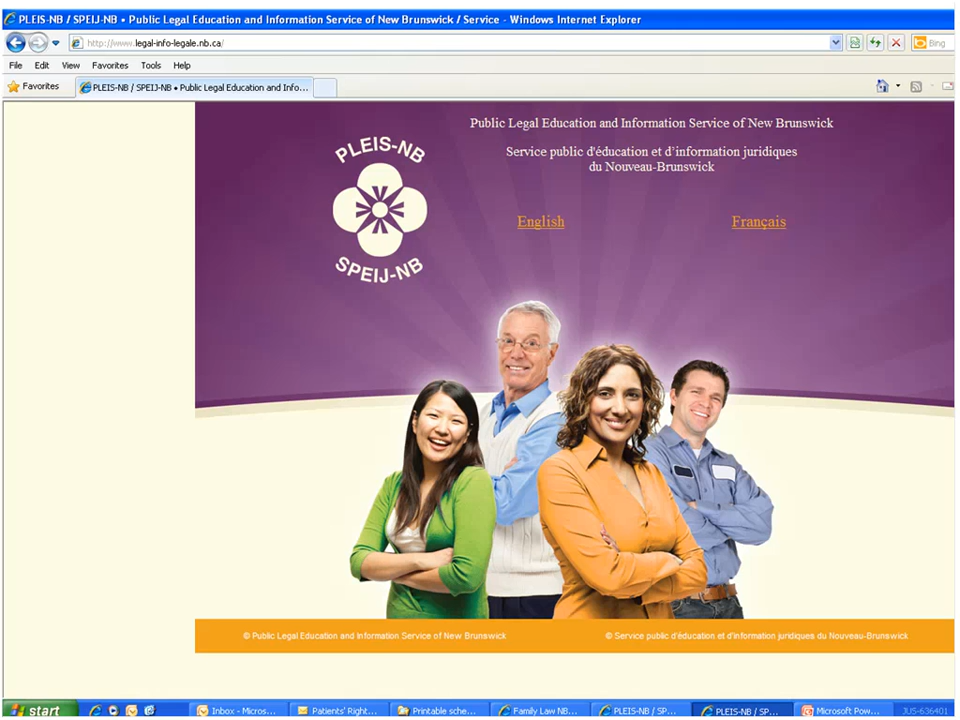 PLEIS-NB / SPEIJ-NB • Public Legal Education and Information Service of New Brunswick / Service - Windows Internet Explorer
http://www.legal-info-legale.nb.ca/
Bing
File Edit View Favorites Tools Help
Favorites
PLEIS-NB / SPEIJ-NB • Public Legal Education and Info...
PLEIS-NB
SPEIJ-NB
Public Legal Education and Information Service of New Brunswick
Service public d'éducation et d'information juridiques
du Nouveau-Brunswick
English Français
© Public Legal Education and Information Service of New Brunswick © Service public d'éducation et d'information juridiques du Nouveau-Brunswick
start Inbox - Micros... Patients' Right... Printable sche... Family Law NB... PLEIS-NB / SP... PLEIS-NB / SP... Microsoft Pow... JUS-636401